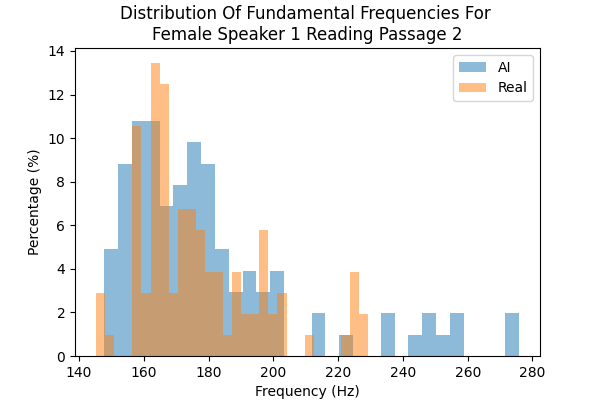 Distribution Of Fundamental Frequencies For
Female Speaker 1 Reading Passage 2
AI
Real
Percentage (%)
14
12
10
8
6
4
2
0
140 160 180 200 220 240 260 280
Frequency (Hz)